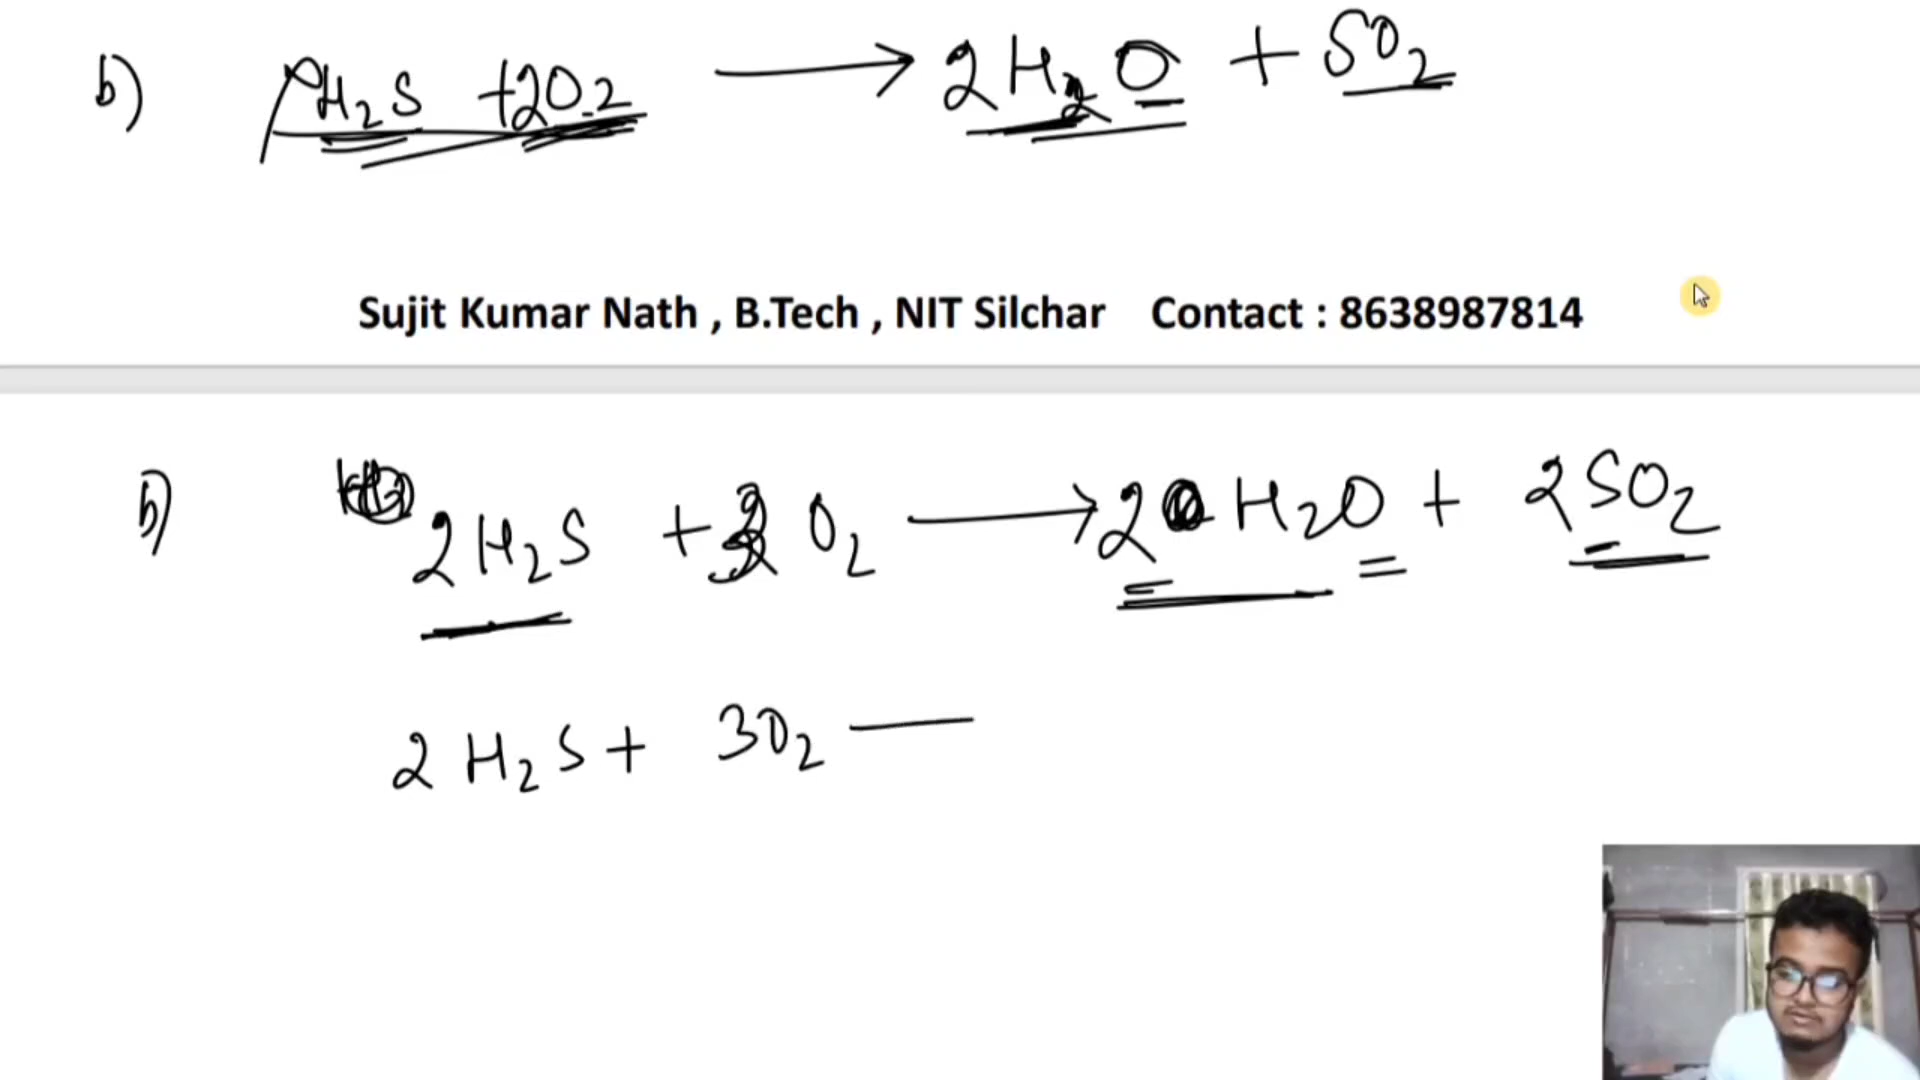 b) H₂S + 2O₂ → 2H₂O + SO₂
Sujit Kumar Nath , B.Tech , NIT Silchar Contact : 8638987814
b) 2H₂S + 3O₂ → 2H₂O + 2SO₂
2H₂S + 3O₂ —